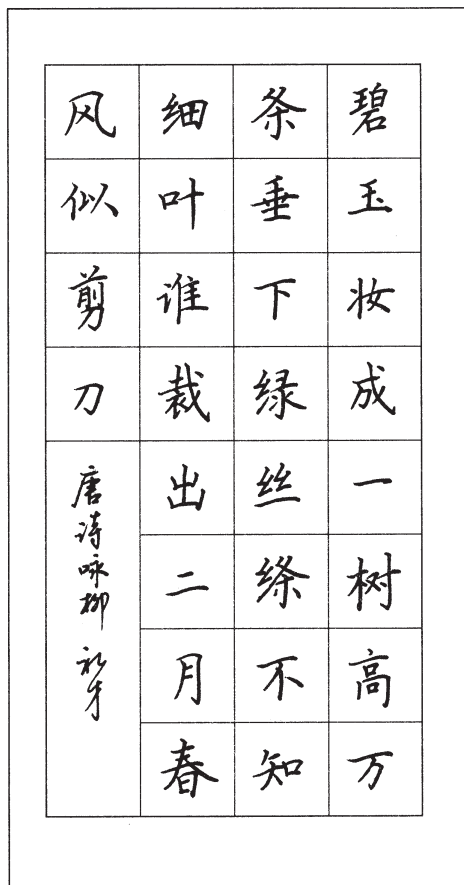 碧玉妆成一树高万
条垂下绿丝绦不知
细叶谁裁出二月春
风似剪刀
唐诗咏柳